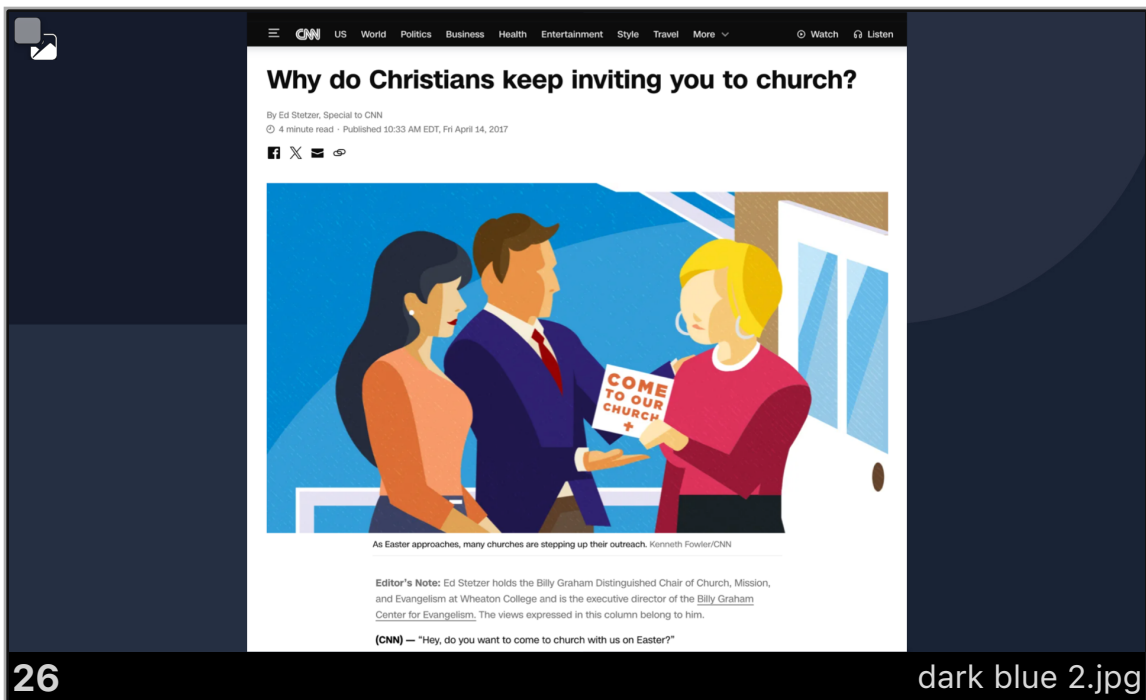 CNN US World Politics Business Health Entertainment Style Travel More Watch Listen
Why do Christians keep inviting you to church?
By Ed Stetzer, Special to CNN
4 minute read · Published 10:33 AM EDT, Fri April 14, 2017
COME
TO OUR
CHURCH
As Easter approaches, many churches are stepping up their outreach. Kenneth Fowler/CNN
Editor's Note: Ed Stetzer holds the Billy Graham Distinguished Chair of Church, Mission,
and Evangelism at Wheaton College and is the executive director of the Billy Graham
Center for Evangelism. The views expressed in this column belong to him.
(CNN) — "Hey, do you want to come to church with us on Easter?"
26
dark blue 2.jpg